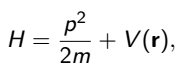 H = p²/2m + V(r),